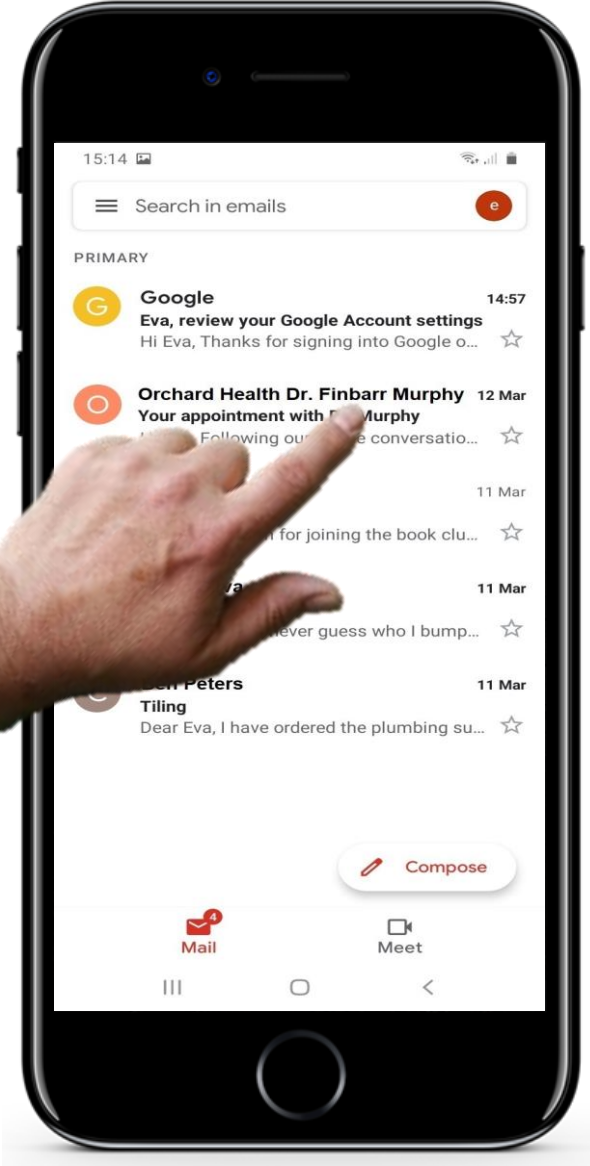 15:14
Search in emails
e
PRIMARY
G
Google
14:57
Eva, review your Google Account settings
Hi Eva, Thanks for signing into Google o...
O
Orchard Health Dr. Finbarr Murphy
12 Mar
Your appointment with Murphy
Following conversatio...
11 Mar
for joining the book clu...
11 Mar
never guess who I bump...
Peters
11 Mar
Tiling
Dear Eva, I have ordered the plumbing su...
Compose
4
Mail
Meet